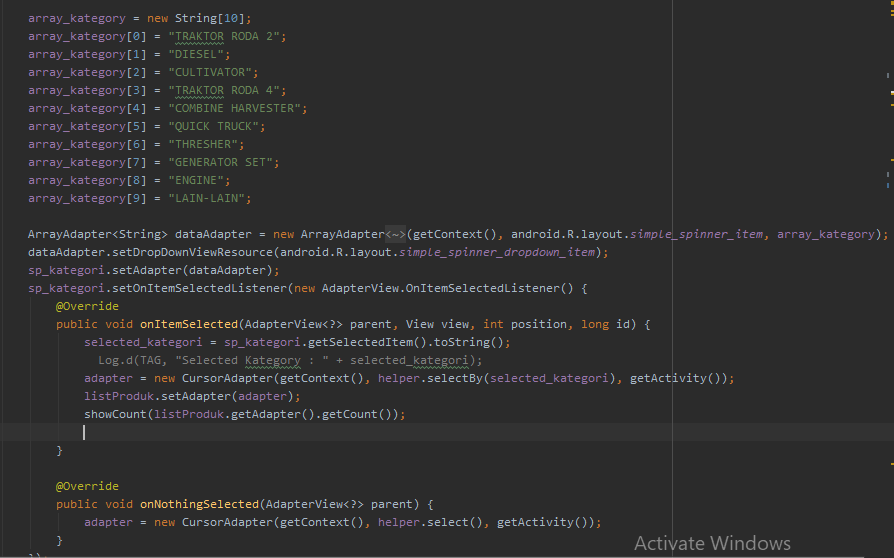 array_kategory = new String[10];
array_kategory[0] = "TRAKTOR RODA 2";
array_kategory[1] = "DIESEL";
array_kategory[2] = "CULTIVATOR";
array_kategory[3] = "TRAKTOR RODA 4";
array_kategory[4] = "COMBINE HARVESTER";
array_kategory[5] = "QUICK TRUCK";
array_kategory[6] = "THRESHER";
array_kategory[7] = "GENERATOR SET";
array_kategory[8] = "ENGINE";
array_kategory[9] = "LAIN-LAIN";
ArrayAdapter<String> dataAdapter = new ArrayAdapter<~>(getContext(), android.R.layout.simple_spinner_item, array_kategory);
dataAdapter.setDropDownViewResource(android.R.layout.simple_spinner_dropdown_item);
sp_kategori.setAdapter(dataAdapter);
sp_kategori.setOnItemSelectedListener(new AdapterView.OnItemSelectedListener() {
    @Override
    public void onItemSelected(AdapterView<?> parent, View view, int position, long id) {
        selected_kategori = sp_kategori.getSelectedItem().toString();
          Log.d(TAG, "Selected Kategory : " + selected_kategori);
        adapter = new CursorAdapter(getContext(), helper.selectBy(selected_kategori), getActivity());
        listProduk.setAdapter(adapter);
        showCount(listProduk.getAdapter().getCount());
    }
    @Override
    public void onNothingSelected(AdapterView<?> parent) {
        adapter = new CursorAdapter(getContext(), helper.select(), getActivity());
    }
Activate Windows